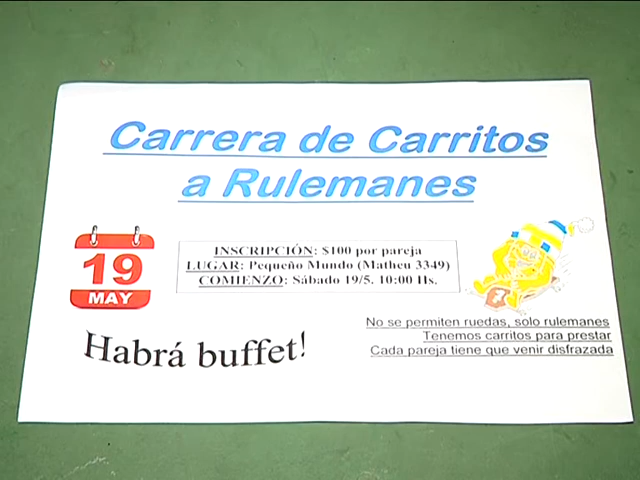 Carrera de Carritos
a Rulemanes
19
MAY
INSCRIPCIÓN: $100 por pareja
LUGAR: Pequeño Mundo (Matheu 3349)
COMIENZO: Sábado 19/5. 10:00 Hs.
Habrá buffet!
No se permiten ruedas, solo rulemanes
Tenemos carritos para prestar
Cada pareja tiene que venir disfrazada